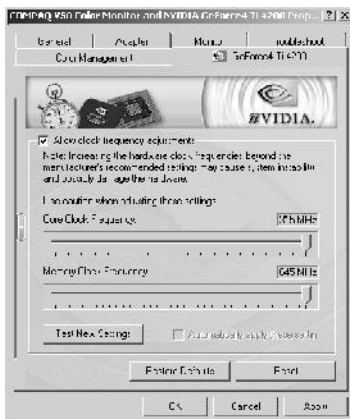 COMPAQ V50 Color Monitor and NVIDIA GeForce4 Ti 4200 Prop... ? ×
General Adapter Monitor Troubleshoot
Color Management GeForce4 Ti 4200
NVIDIA.
Allow clock frequency adjustments
Note: Increasing the hardware clock frequencies beyond the
manufacturer's recommended settings may cause system instability
and possibly damage the hardware.
Use caution when adjusting these settings.
Core Clock Frequency:
Memory Clock Frequency
645 MHz
Test New Settings Automatically apply these settin
Restore Defaults Reset
OK Cancel Apply